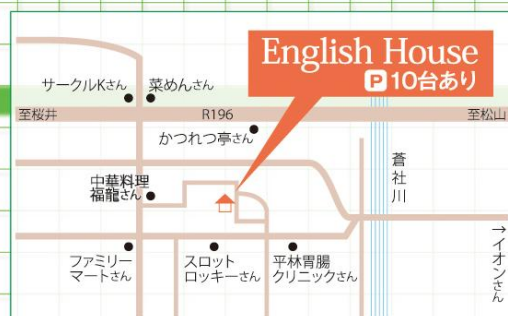 English House
P 10台あり
サークルKさん
菜めんさん
至桜井
R196
至松山
かつれつ亭さん
蒼社川
中華料理
福龍さん
→イオンさん
ファミリー
マートさん
スロット
ロッキーさん
平林胃腸
クリニックさん